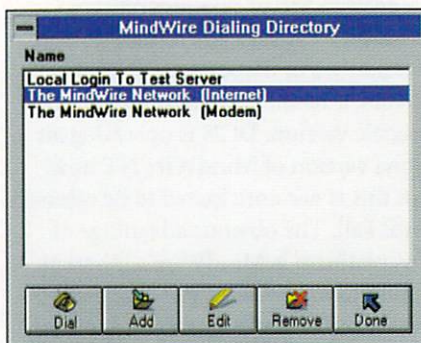 MindWire Dialing Directory
Name
Local Login To Test Server
The MindWire Network (Internet)
The MindWire Network (Modem)
Dial Add Edit Remove Done